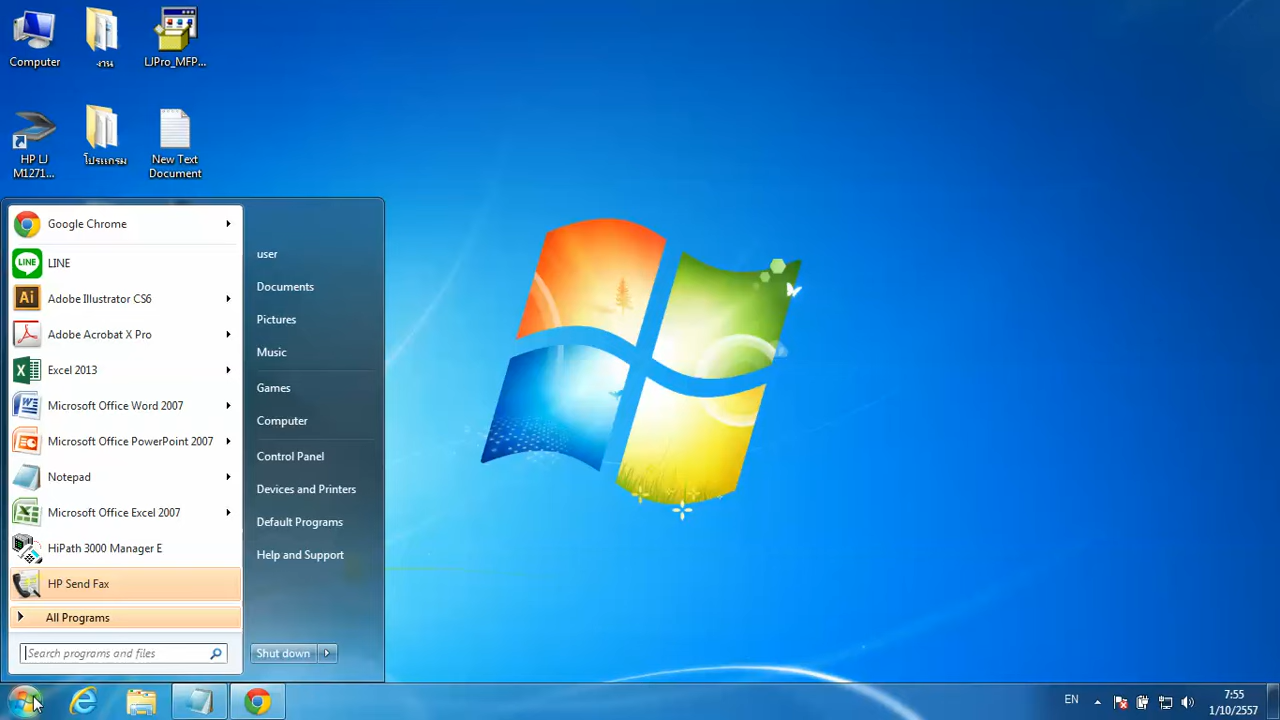 Computer
งาน
LJPro_MFP...
HP LJ
M1271...
โปรแกรม
New Text
Document
Google Chrome
LINE
LINE
Ai
Adobe Illustrator CS6
Adobe Acrobat X Pro
Excel 2013
Microsoft Office Word 2007
Microsoft Office PowerPoint 2007
Notepad
Microsoft Office Excel 2007
HiPath 3000 Manager E
HP Send Fax
All Programs
Search programs and files
user
Documents
Pictures
Music
Games
Computer
Control Panel
Devices and Printers
Default Programs
Help and Support
Shut down
EN
7:55
1/10/2557